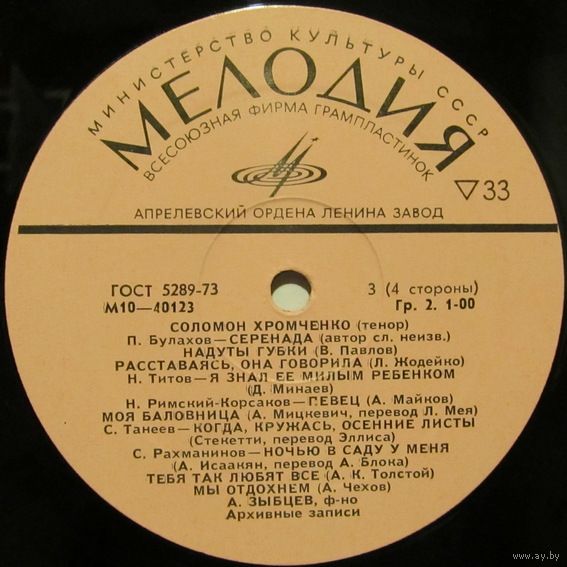 МИНИСТЕРСТВО КУЛЬТУРЫ СССР
МЕЛОДИЯ
ВСЕСОЮЗНАЯ ФИРМА ГРАМПЛАСТИНОК
▽33
АПРЕЛЕВСКИЙ ОРДЕНА ЛЕНИНА ЗАВОД
ГОСТ 5289-73 3 (4 стороны)
М10—40123 Гр. 2. 1-00
СОЛОМОН ХРОМЧЕНКО (тенор)
П. Булахов—СЕРЕНАДА (автор сл. неизв.)
НАДУТЫ ГУБКИ (В. Павлов)
РАССТАВАЯСЬ, ОНА ГОВОРИЛА (Л. Жодейко)
Н. Титов—Я ЗНАЛ ЕЕ МИЛЫМ РЕБЕНКОМ
(Д. Минаев)
Н. Римский-Корсаков—ПЕВЕЦ (А. Майков)
МОЯ БАЛОВНИЦА (А. Мицкевич, перевод Л. Мея)
С. Танеев—КОГДА, КРУЖАСЬ, ОСЕННИЕ ЛИСТЫ
(Стекетти, перевод Эллиса)
С. Рахманинов—НОЧЬЮ В САДУ У МЕНЯ
(А. Исаакян, перевод А. Блока)
ТЕБЯ ТАК ЛЮБЯТ ВСЕ (А. К. Толстой)
МЫ ОТДОХНЕМ (А. Чехов)
А. ЗЫБЦЕВ, ф-но
Архивные записи
www.ay.by